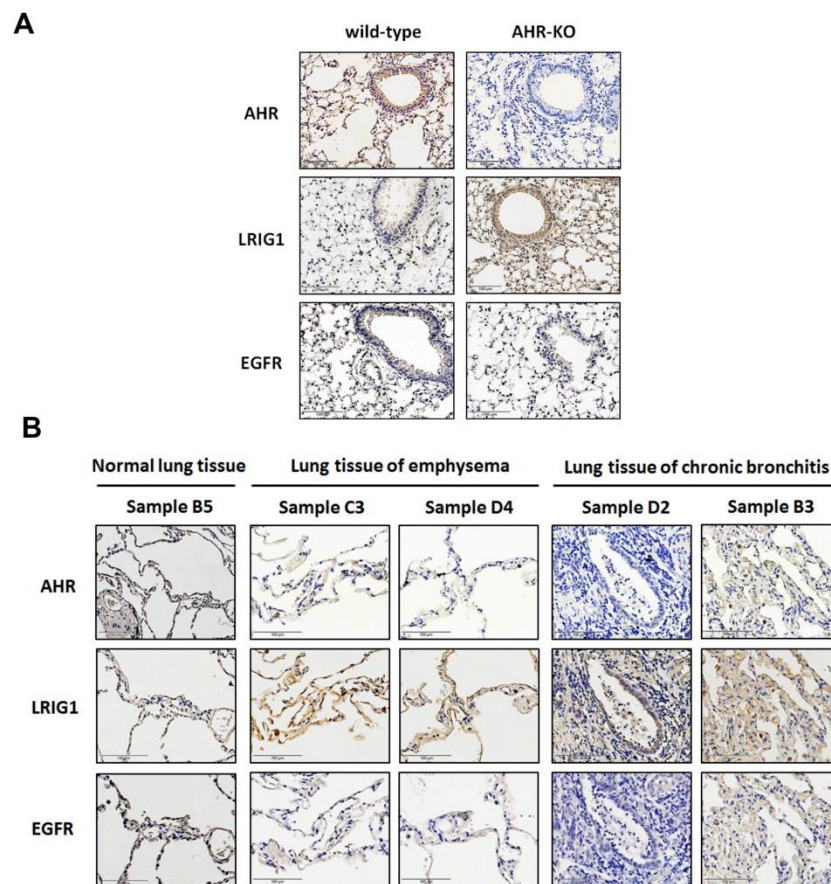 A
wild-type AHR-KO
AHR
LRIG1
EGFR
B
Normal lung tissue Lung tissue of emphysema Lung tissue of chronic bronchitis
Sample B5 Sample C3 Sample D4 Sample D2 Sample B3
AHR
LRIG1
EGFR